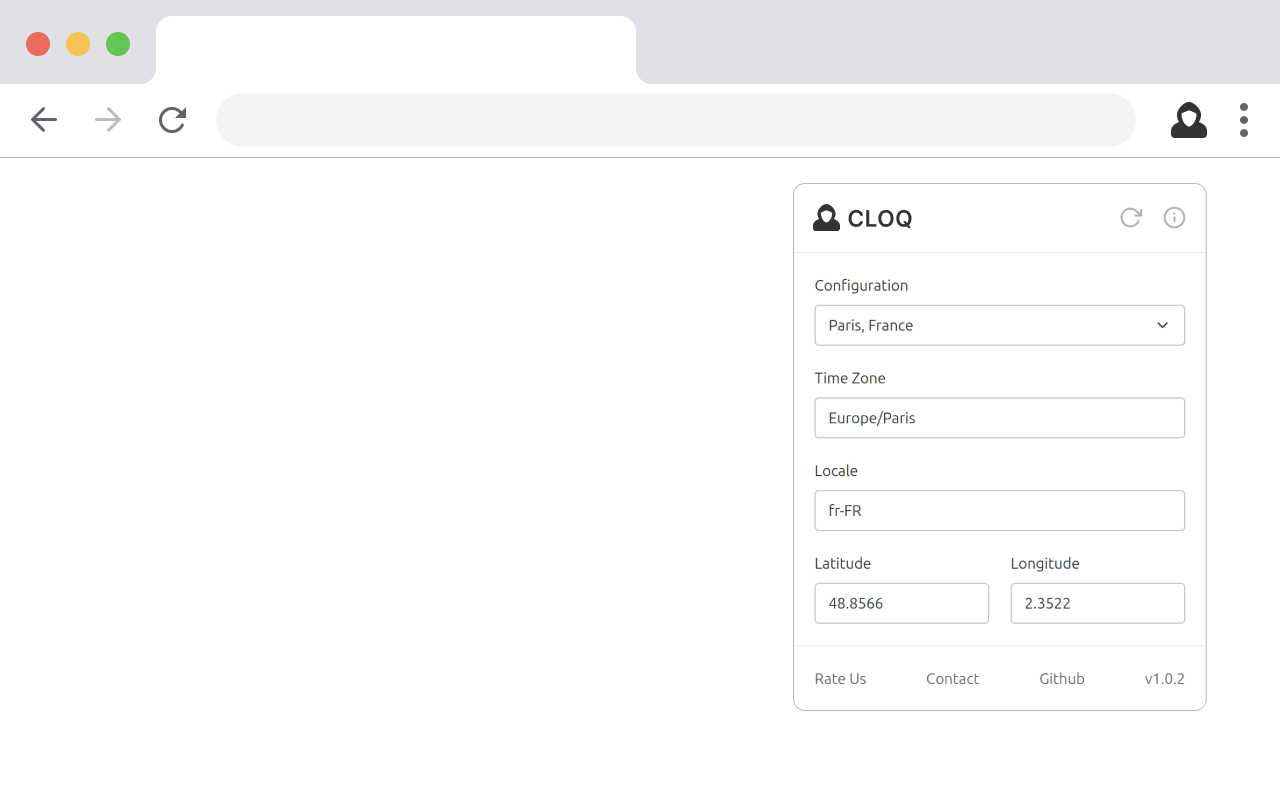 CLOQ
Configuration
Paris, France
Time Zone
Europe/Paris
Locale
fr-FR
Latitude Longitude
48.8566 2.3522
Rate Us Contact Github v1.0.2